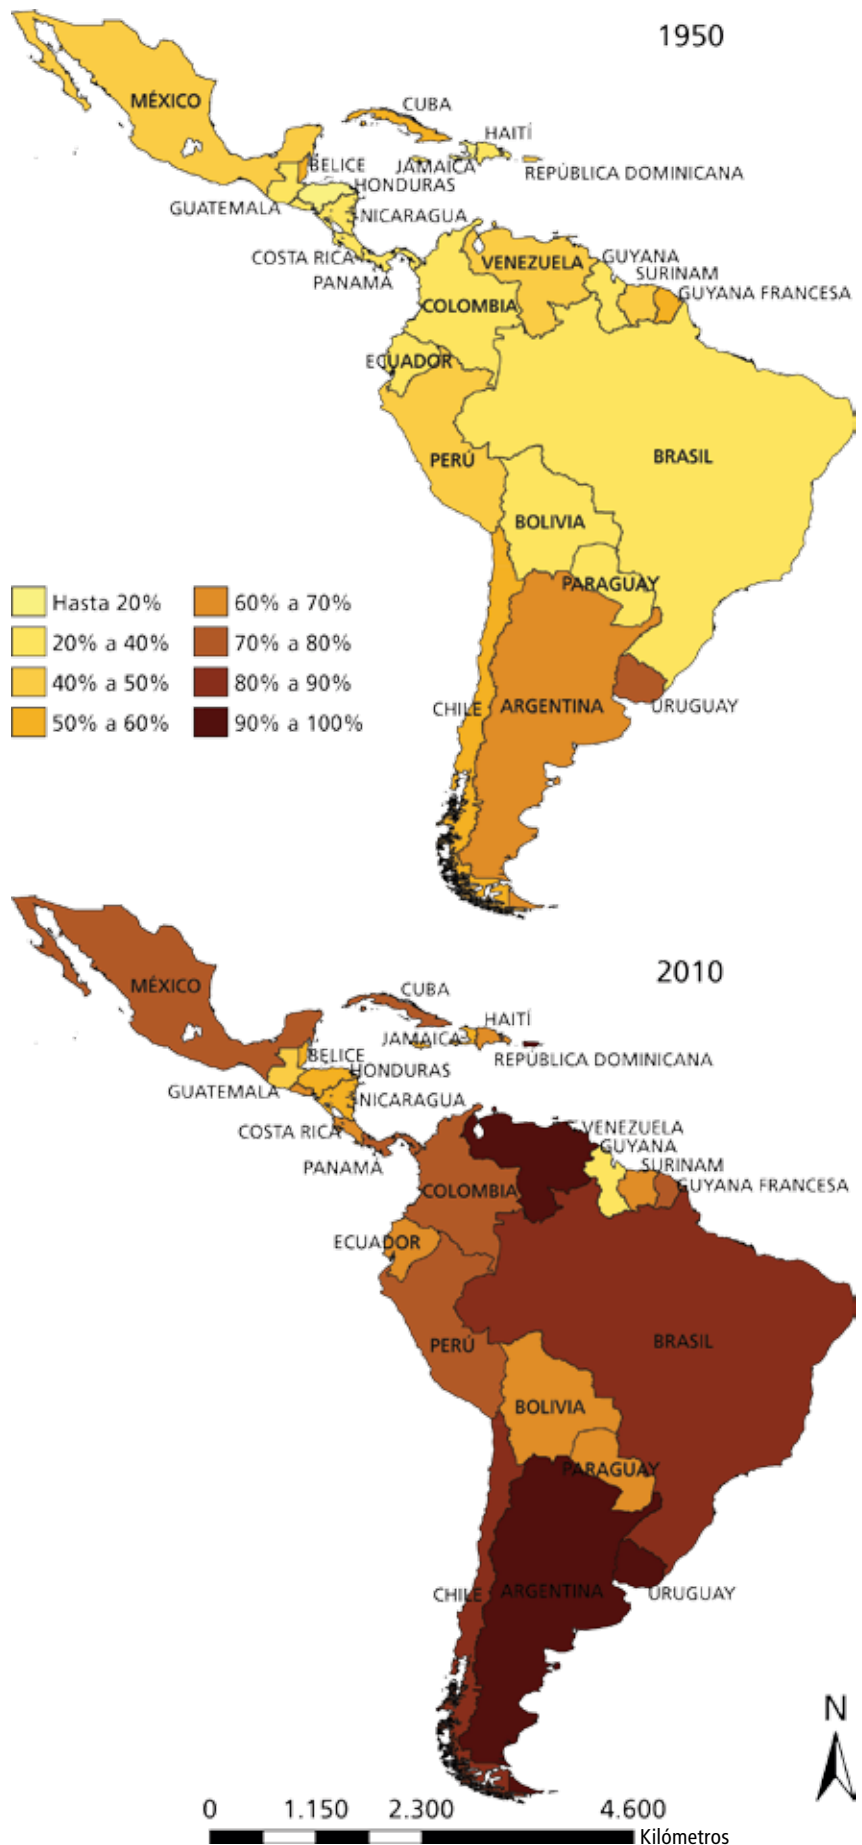 1950
MÉXICO
CUBA
HAITÍ
BELICE
JAMAICA
REPÚBLICA DOMINICANA
HONDURAS
GUATEMALA
NICARAGUA
COSTA RICA
PANAMÁ
VENEZUELA
GUYANA
SURINAM
GUYANA FRANCESA
COLOMBIA
ECUADOR
PERÚ
BRASIL
BOLIVIA
PARAGUAY
CHILE
ARGENTINA
URUGUAY
Hasta 20%
20% a 40%
40% a 50%
50% a 60%
60% a 70%
70% a 80%
80% a 90%
90% a 100%
2010
MÉXICO
CUBA
HAITÍ
JAMAICA
BELICE
REPÚBLICA DOMINICANA
HONDURAS
GUATEMALA
NICARAGUA
COSTA RICA
PANAMÁ
VENEZUELA
GUYANA
SURINAM
GUYANA FRANCESA
COLOMBIA
ECUADOR
PERÚ
BRASIL
BOLIVIA
PARAGUAY
CHILE
ARGENTINA
URUGUAY
N
0 1.150 2.300 4.600
Kilómetros